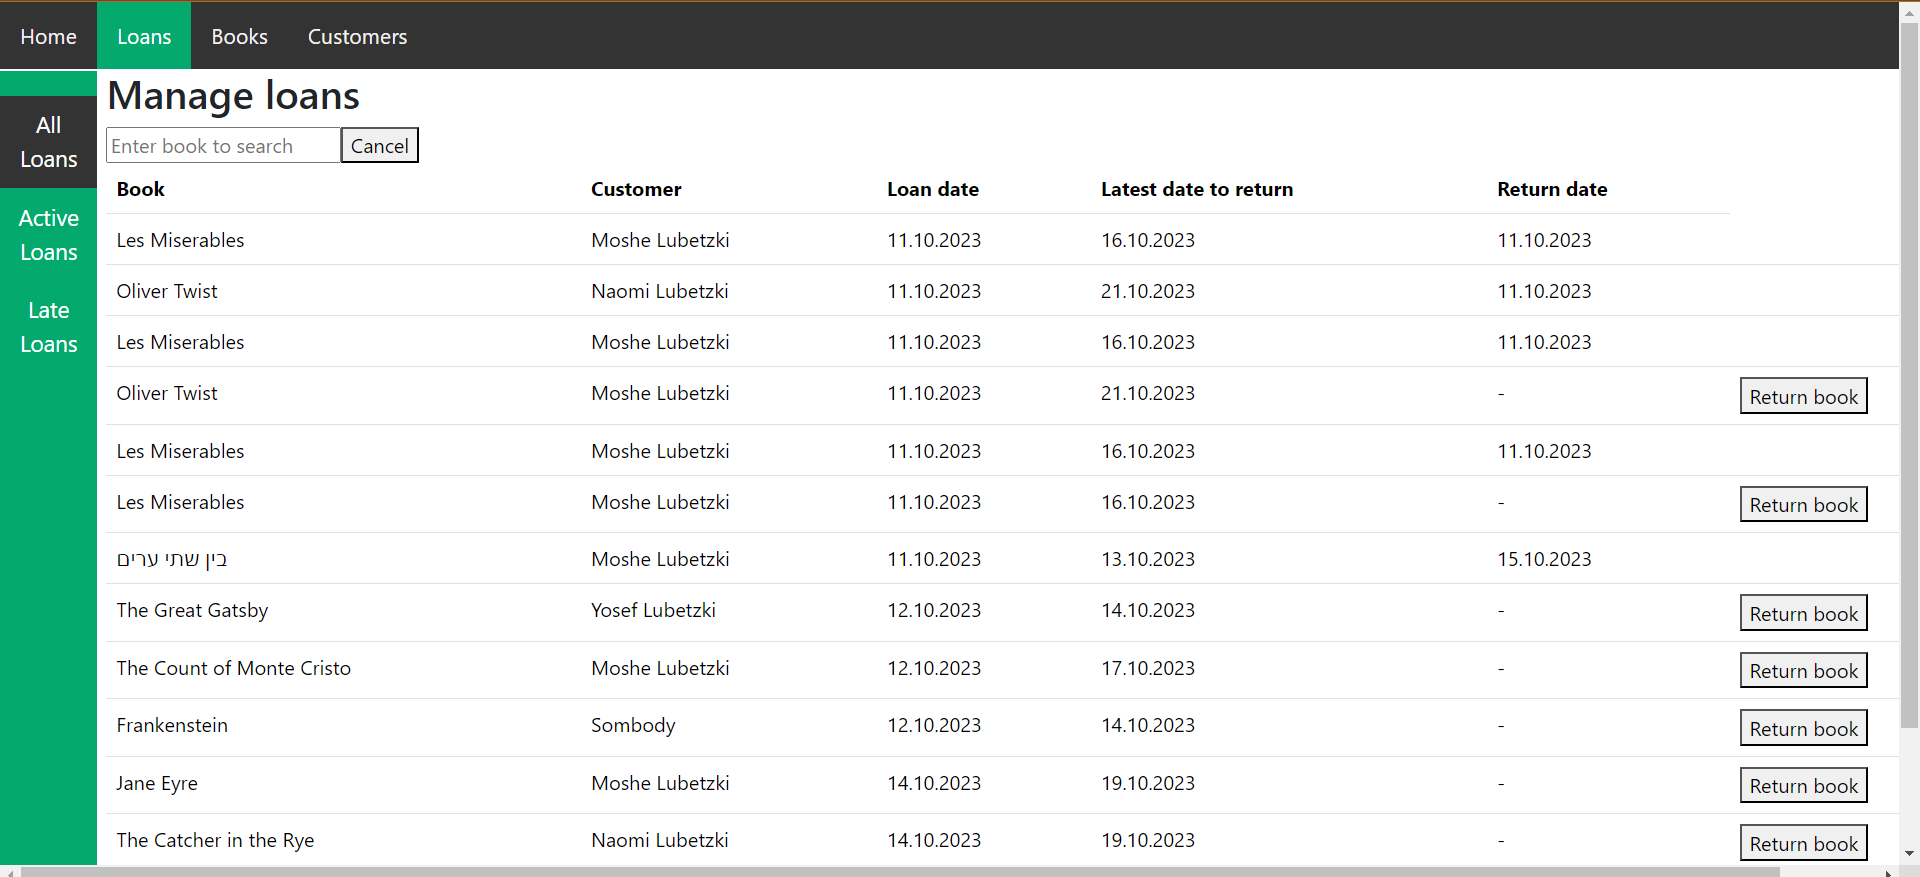 Home Loans Books Customers
All
Loans
Active
Loans
Late
Loans
Manage loans
Enter book to search Cancel
Book Customer Loan date Latest date to return Return date
Les Miserables Moshe Lubetzki 11.10.2023 16.10.2023 11.10.2023
Oliver Twist Naomi Lubetzki 11.10.2023 21.10.2023 11.10.2023
Les Miserables Moshe Lubetzki 11.10.2023 16.10.2023 11.10.2023
Oliver Twist Moshe Lubetzki 11.10.2023 21.10.2023 - Return book
Les Miserables Moshe Lubetzki 11.10.2023 16.10.2023 11.10.2023
Les Miserables Moshe Lubetzki 11.10.2023 16.10.2023 - Return book
בין שתי ערים Moshe Lubetzki 11.10.2023 13.10.2023 15.10.2023
The Great Gatsby Yosef Lubetzki 12.10.2023 14.10.2023 - Return book
The Count of Monte Cristo Moshe Lubetzki 12.10.2023 17.10.2023 - Return book
Frankenstein Sombody 12.10.2023 14.10.2023 - Return book
Jane Eyre Moshe Lubetzki 14.10.2023 19.10.2023 - Return book
The Catcher in the Rye Naomi Lubetzki 14.10.2023 19.10.2023 - Return book